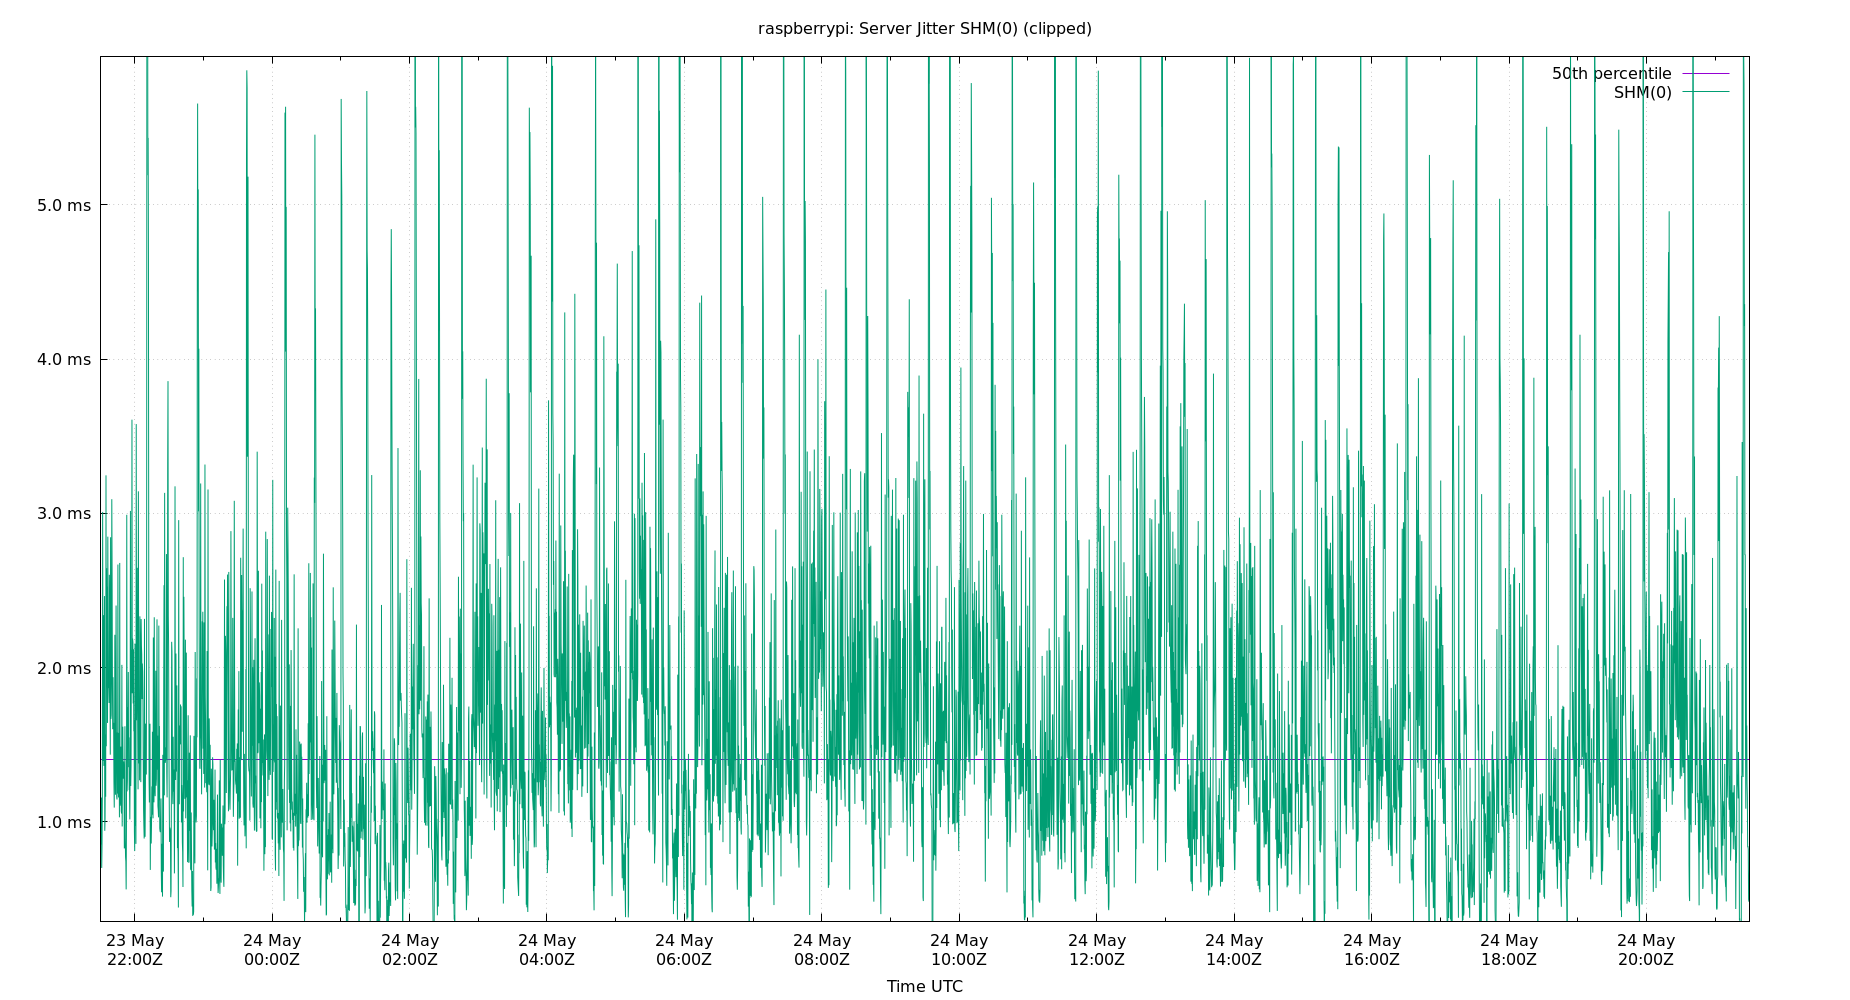 raspberrypi: Server Jitter SHM(0) (clipped)
50th percentile
SHM(0)
5.0 ms
4.0 ms
3.0 ms
2.0 ms
1.0 ms
23 May 24 May 24 May 24 May 24 May 24 May 24 May 24 May 24 May 24 May 24 May 24 May
22:00Z 00:00Z 02:00Z 04:00Z 06:00Z 08:00Z 10:00Z 12:00Z 14:00Z 16:00Z 18:00Z 20:00Z
Time UTC